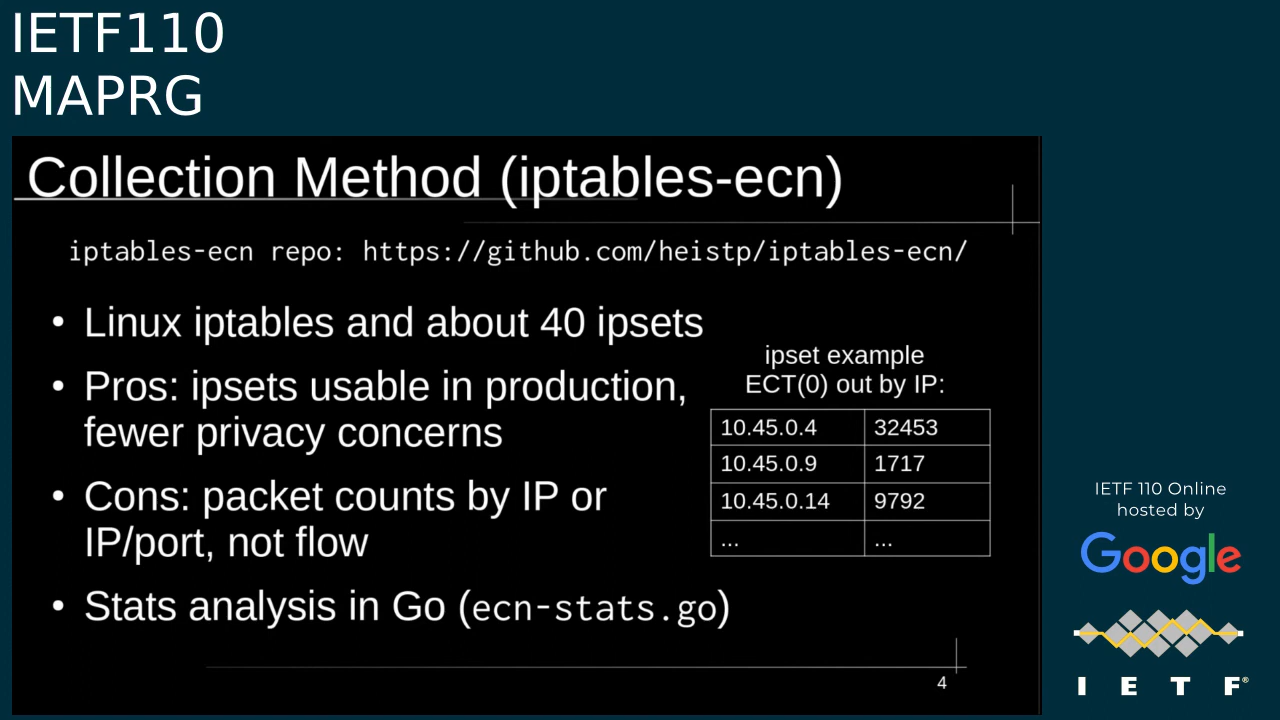 IETF110
MAPRG
Collection Method (iptables-ecn)
iptables-ecn repo: https://github.com/heistp/iptables-ecn/
• Linux iptables and about 40 ipsets
• Pros: ipsets usable in production,
fewer privacy concerns
• Cons: packet counts by IP or
IP/port, not flow
• Stats analysis in Go (ecn-stats.go)
ipset example
ECT(0) out by IP:
10.45.0.4 32453
10.45.0.9 1717
10.45.0.14 9792
... ...
4
IETF 110 Online
hosted by
Google
I E T F®